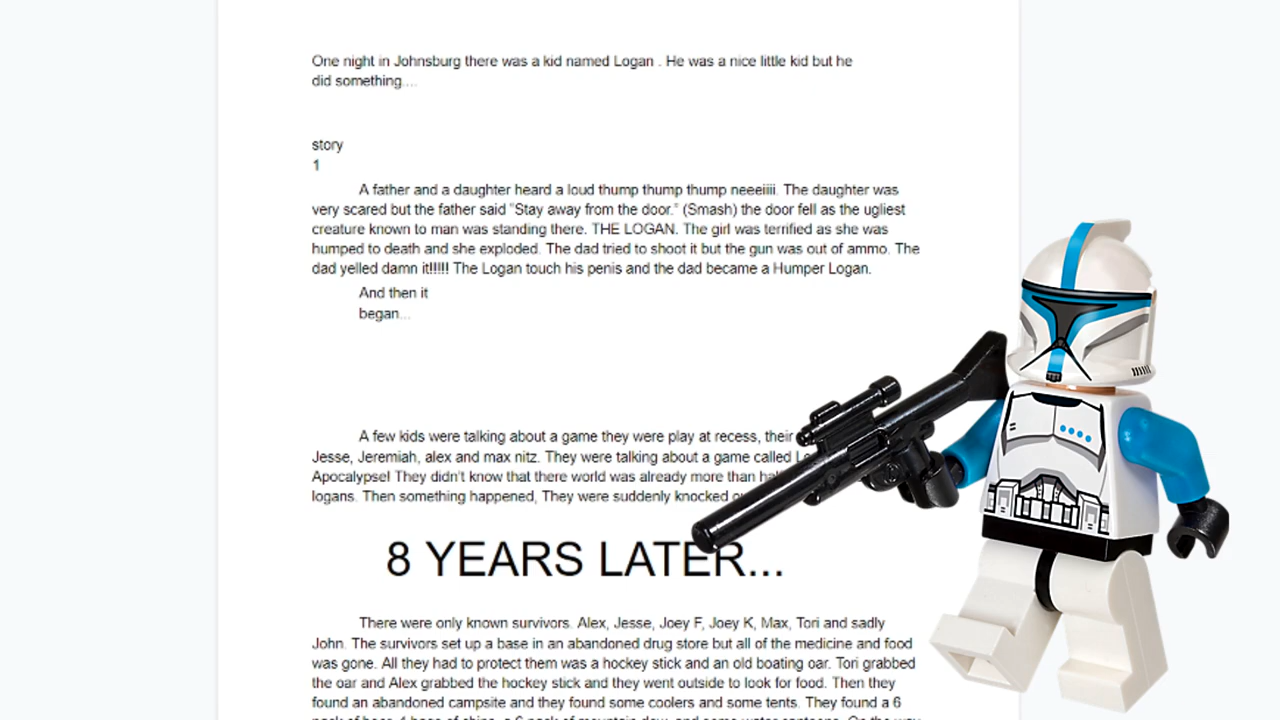 One night in Johnsburg there was a kid named Logan . He was a nice little kid but he
did something....
story
1
A father and a daughter heard a loud thump thump thump neeeiiii. The daughter was
very scared but the father said "Stay away from the door." (Smash) the door fell as the ugliest
creature known to man was standing there. THE LOGAN. The girl was terrified as she was
humped to death and she exploded. The dad tried to shoot it but the gun was out of ammo. The
dad yelled damn it!!!!! The Logan touch his penis and the dad became a Humper Logan.
And then it
began...
A few kids were talking about a game they were play at recess, their
Jesse, Jeremiah, alex and max nitz. They were talking about a game called
Apocalypse! They didn't know that there world was already more than
logans. Then something happened, They were suddenly knocked
8 YEARS LATER...
There were only known survivors. Alex, Jesse, Joey F, Joey K, Max, Tori and sadly
John. The survivors set up a base in an abandoned drug store but all of the medicine and food
was gone. All they had to protect them was a hockey stick and an old boating oar. Tori grabbed
the oar and Alex grabbed the hockey stick and they went outside to look for food. Then they
found an abandoned campsite and they found some coolers and some tents. They found a 6